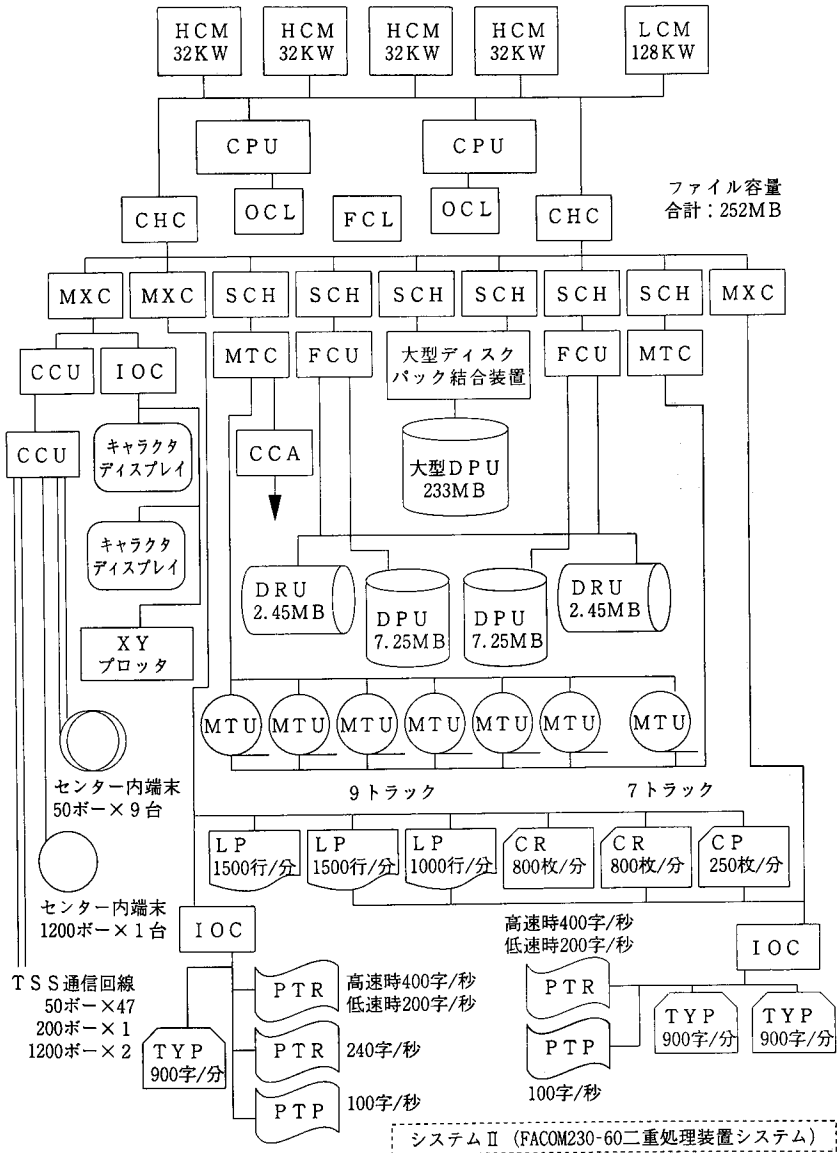 HCM
32KW
HCM
32KW
HCM
32KW
HCM
32KW
LCM
128KW
CPU
CPU
CHC
OCL
FCL
OCL
CHC
ファイル容量
合計：252MB
MXC
MXC
SCH
SCH
SCH
SCH
SCH
SCH
MXC
CCU
IOC
MTC
FCU
大型ディスク
パック結合装置
FCU
MTC
CCU
キャラクタ
ディスプレイ
CCA
大型DPU
233MB
キャラクタ
ディスプレイ
DRU
2.45MB
DPU
7.25MB
DPU
7.25MB
DRU
2.45MB
XY
プロッタ
MTU
MTU
MTU
MTU
MTU
MTU
MTU
センター内端末
50ボー×9台
9トラック
7トラック
LP
1500行/分
LP
1500行/分
LP
1000行/分
CR
800枚/分
CR
800枚/分
CP
250枚/分
センター内端末
1200ボー×1台
IOC
高速時400字/秒
低速時200字/秒
IOC
TSS通信回線
50ボー×47
200ボー×1
1200ボー×2
TYP
900字/分
PTR
高速時400字/秒
低速時200字/秒
PTR
240字/秒
PTP
100字/秒
PTR
PTP
100字/秒
TYP
900字/分
TYP
900字/分
システムⅡ（FACOM230-60二重処理装置システム）